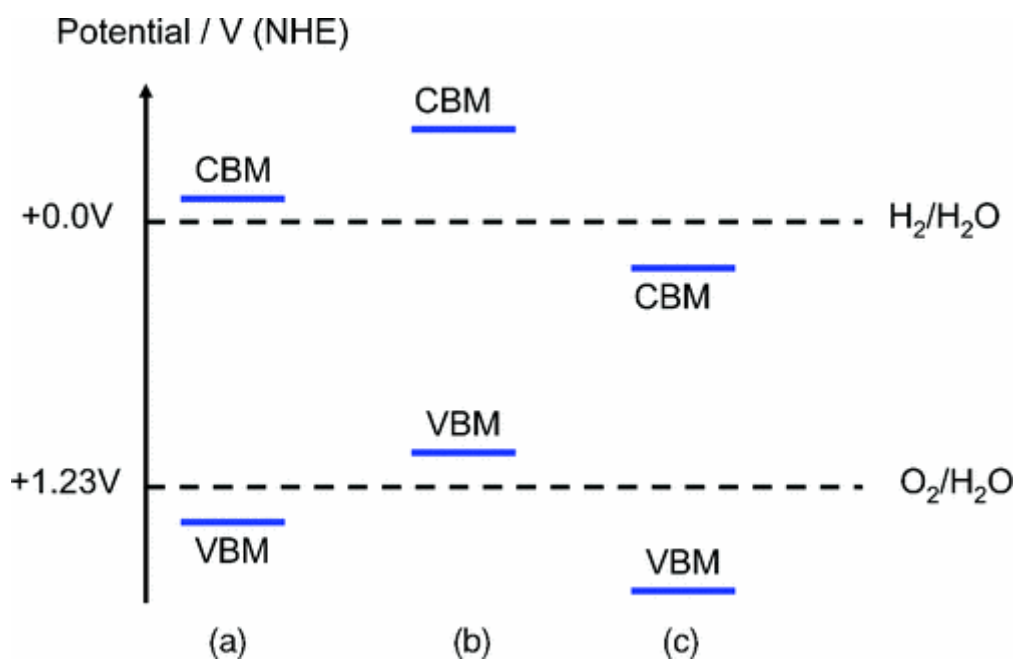 Potential / V (NHE)
CBM
CBM
+0.0V
H₂/H₂O
CBM
VBM
+1.23V
O₂/H₂O
VBM
VBM
(a)
(b)
(c)